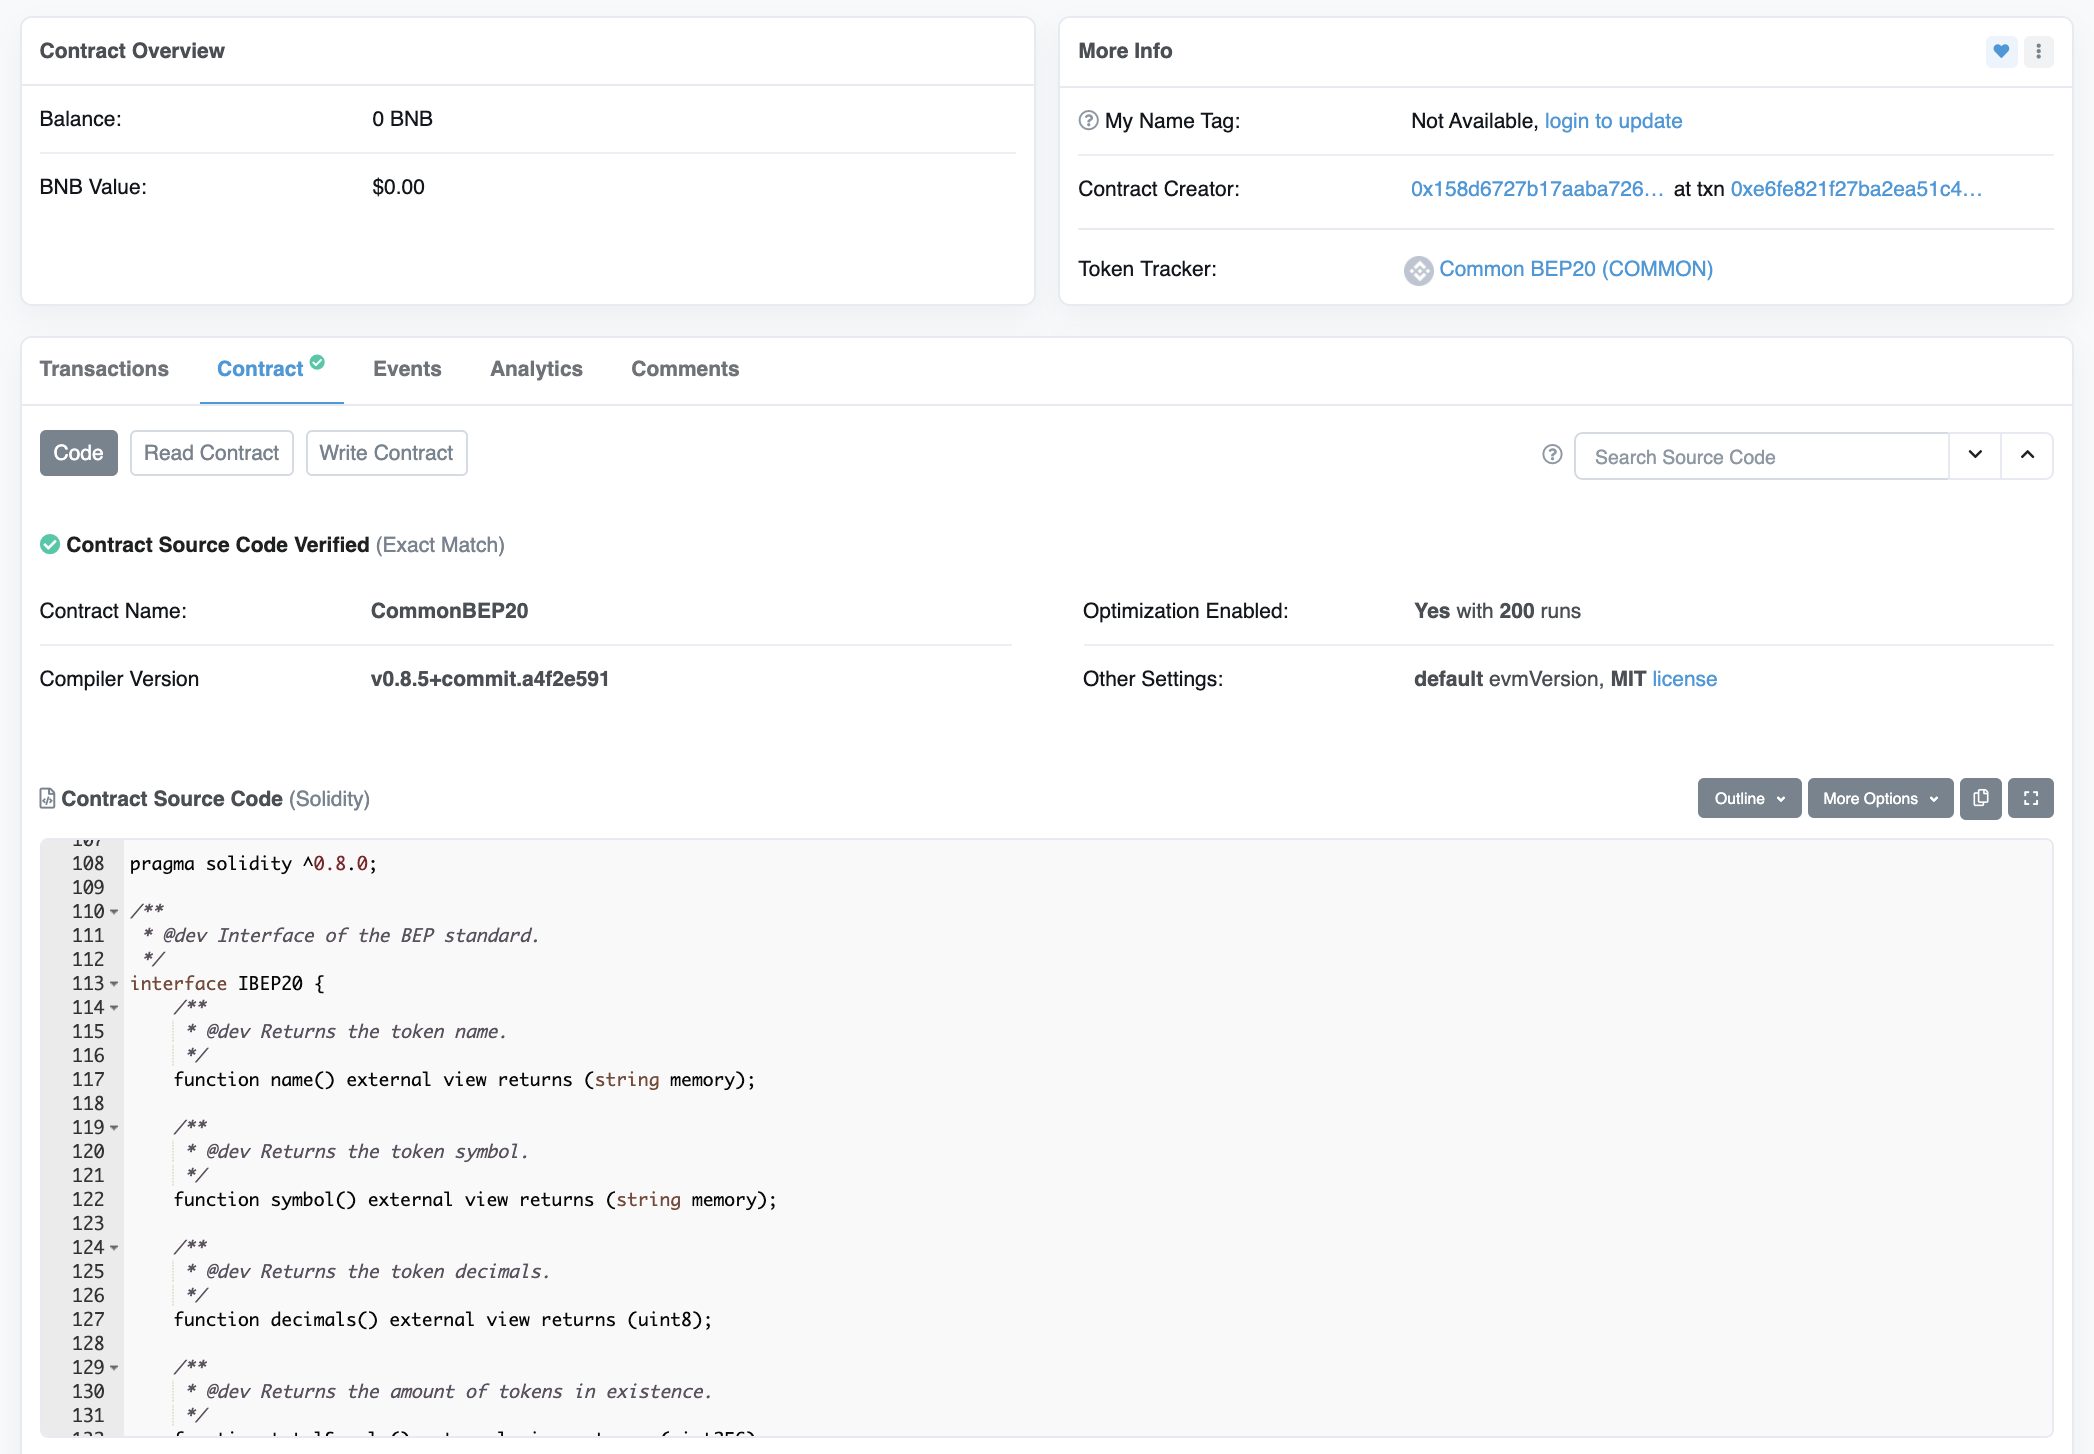 Contract Overview
Balance: 0 BNB
BNB Value: $0.00
More Info
My Name Tag: Not Available, login to update
Contract Creator: 0x158d6727b17aaba726... at txn 0xe6fe821f27ba2ea51c4...
Token Tracker: Common BEP20 (COMMON)
Transactions Contract Events Analytics Comments
Code Read Contract Write Contract
Search Source Code
Contract Source Code Verified (Exact Match)
Contract Name: CommonBEP20
Optimization Enabled: Yes with 200 runs
Compiler Version v0.8.5+commit.a4f2e591
Other Settings: default evmVersion, MIT license
Contract Source Code (Solidity)
Outline More Options
107
108 pragma solidity ^0.8.0;
109
110 /**
111 * @dev Interface of the BEP standard.
112 */
113 interface IBEP20 {
114 /**
115 * @dev Returns the token name.
116 */
117 function name() external view returns (string memory);
118
119 /**
120 * @dev Returns the token symbol.
121 */
122 function symbol() external view returns (string memory);
123
124 /**
125 * @dev Returns the token decimals.
126 */
127 function decimals() external view returns (uint8);
128
129 /**
130 * @dev Returns the amount of tokens in existence.
131 */